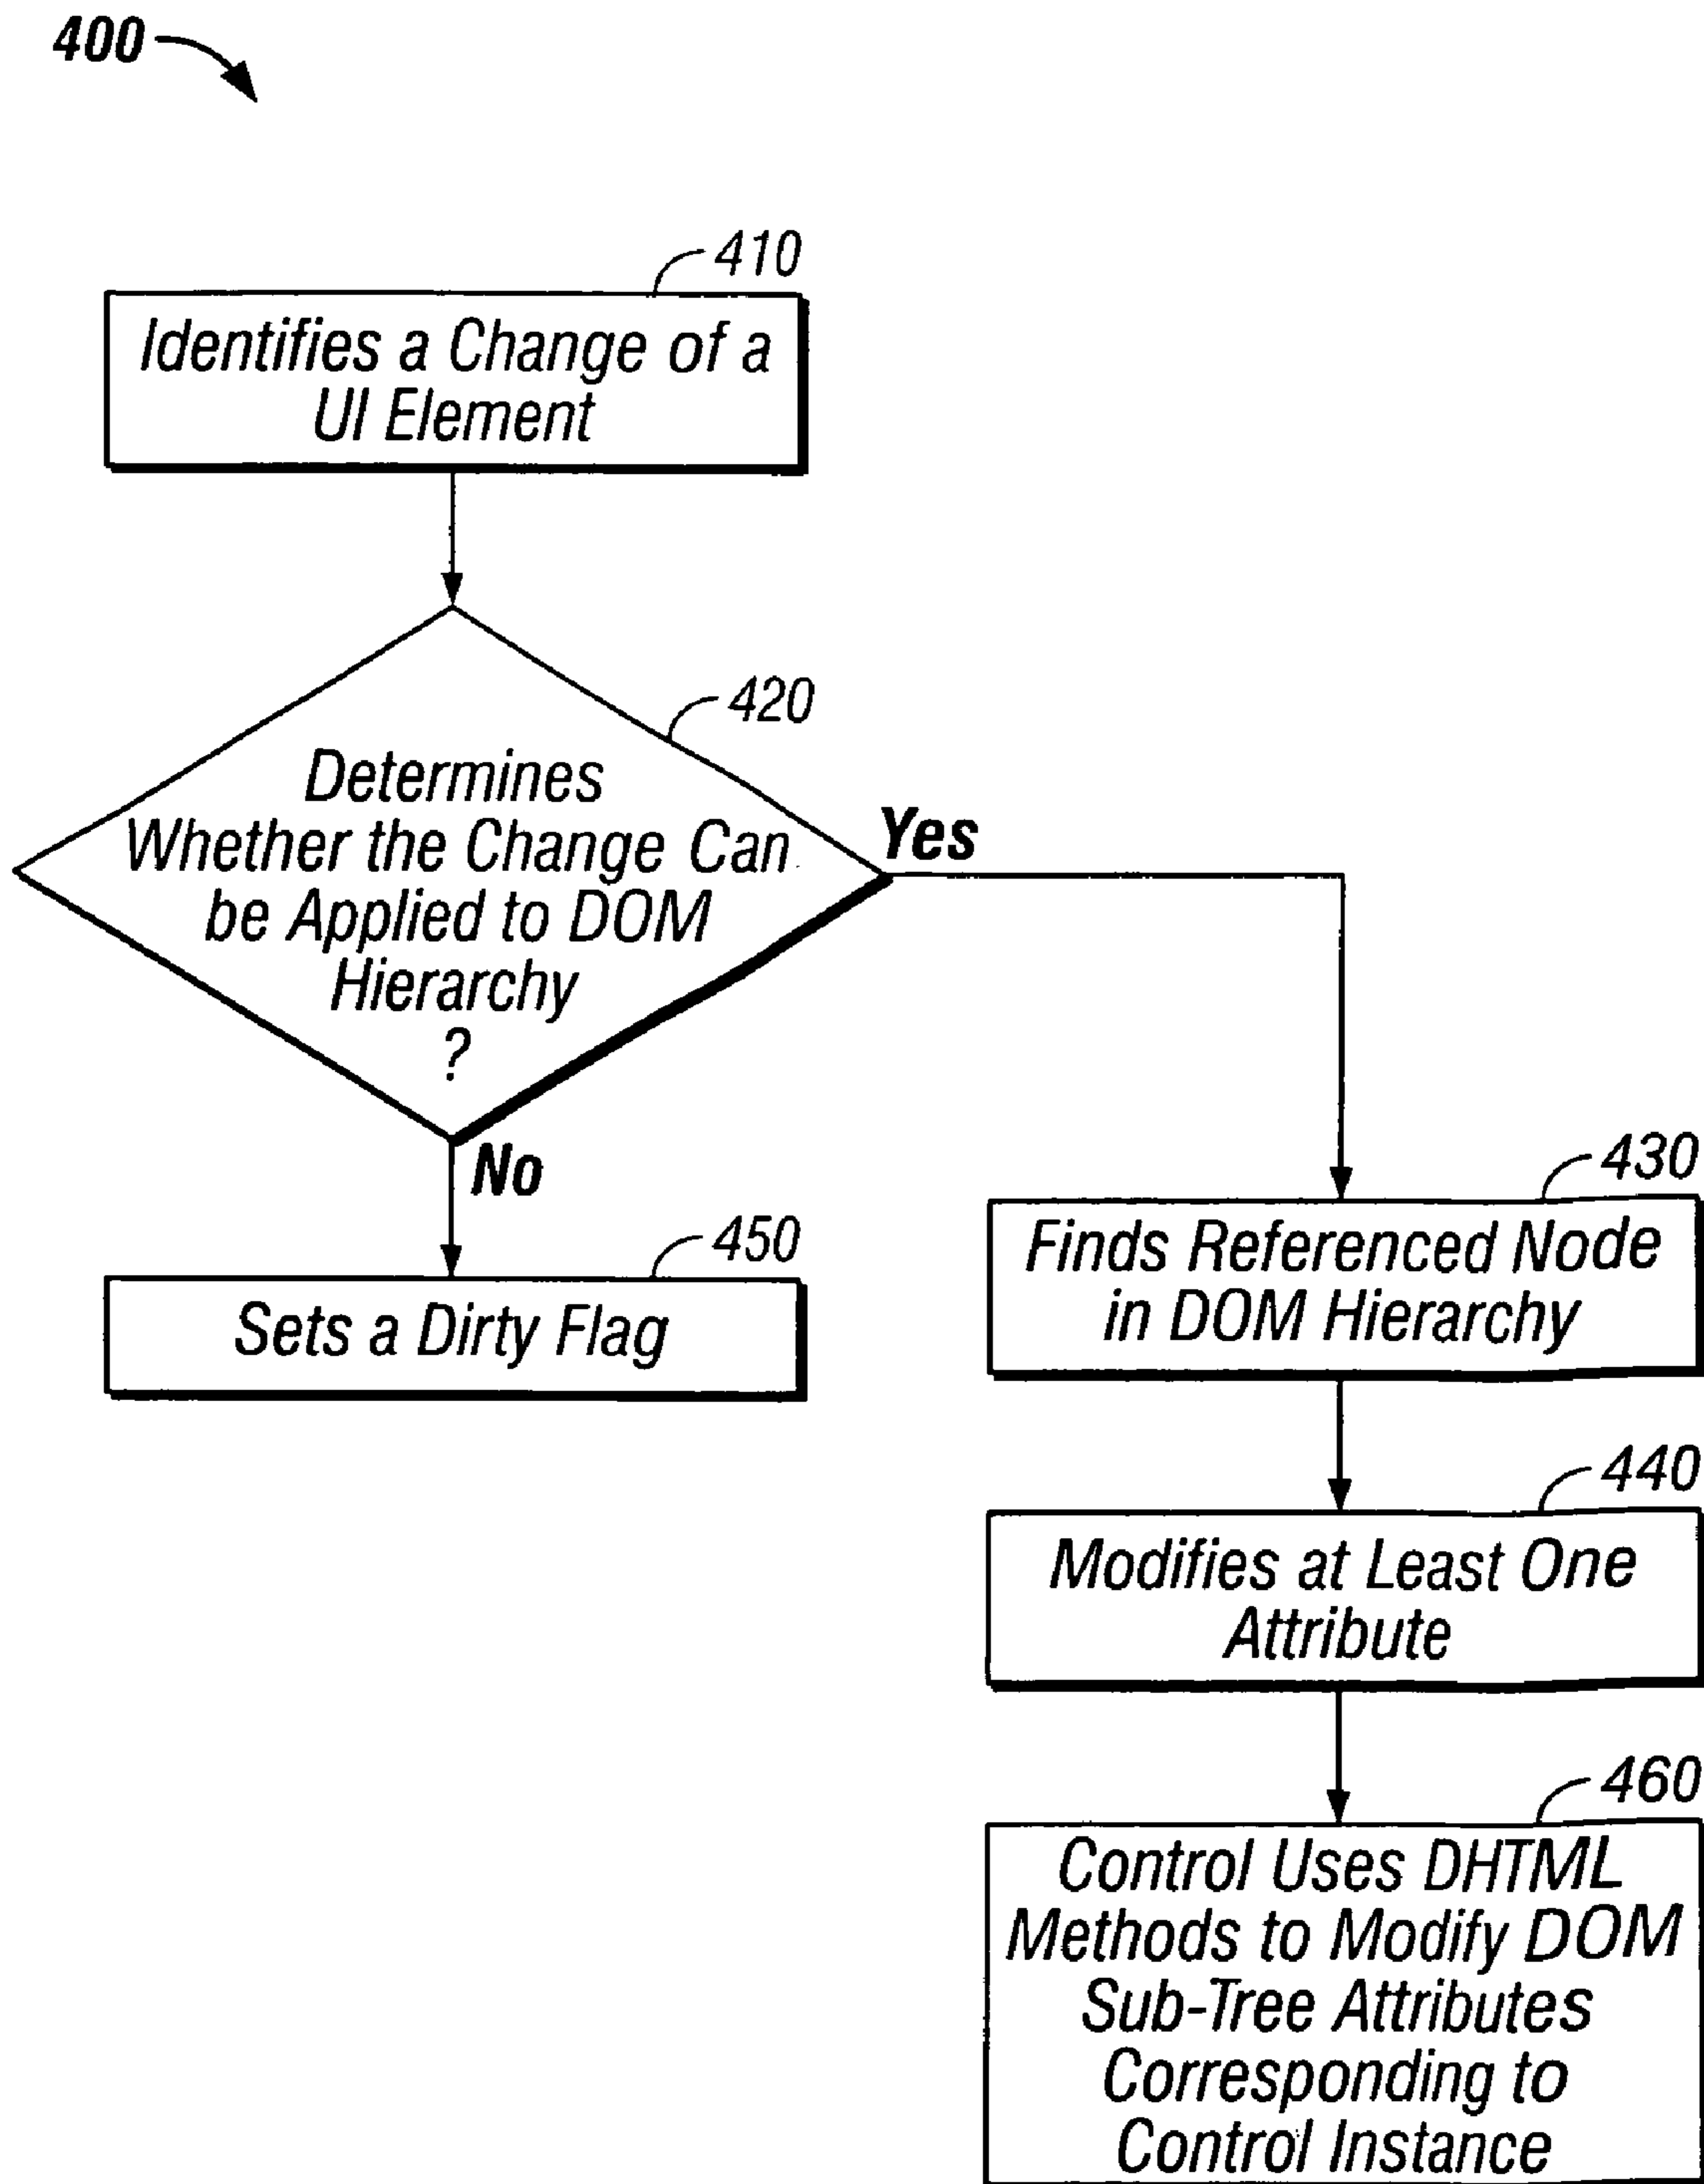 400
410
Identifies a Change of a
UI Element
420
Determines
Whether the Change Can
be Applied to DOM
Hierarchy
?
Yes
No
450
Sets a Dirty Flag
430
Finds Referenced Node
in DOM Hierarchy
440
Modifies at Least One
Attribute
460
Control Uses DHTML
Methods to Modify DOM
Sub-Tree Attributes
Corresponding to
Control Instance